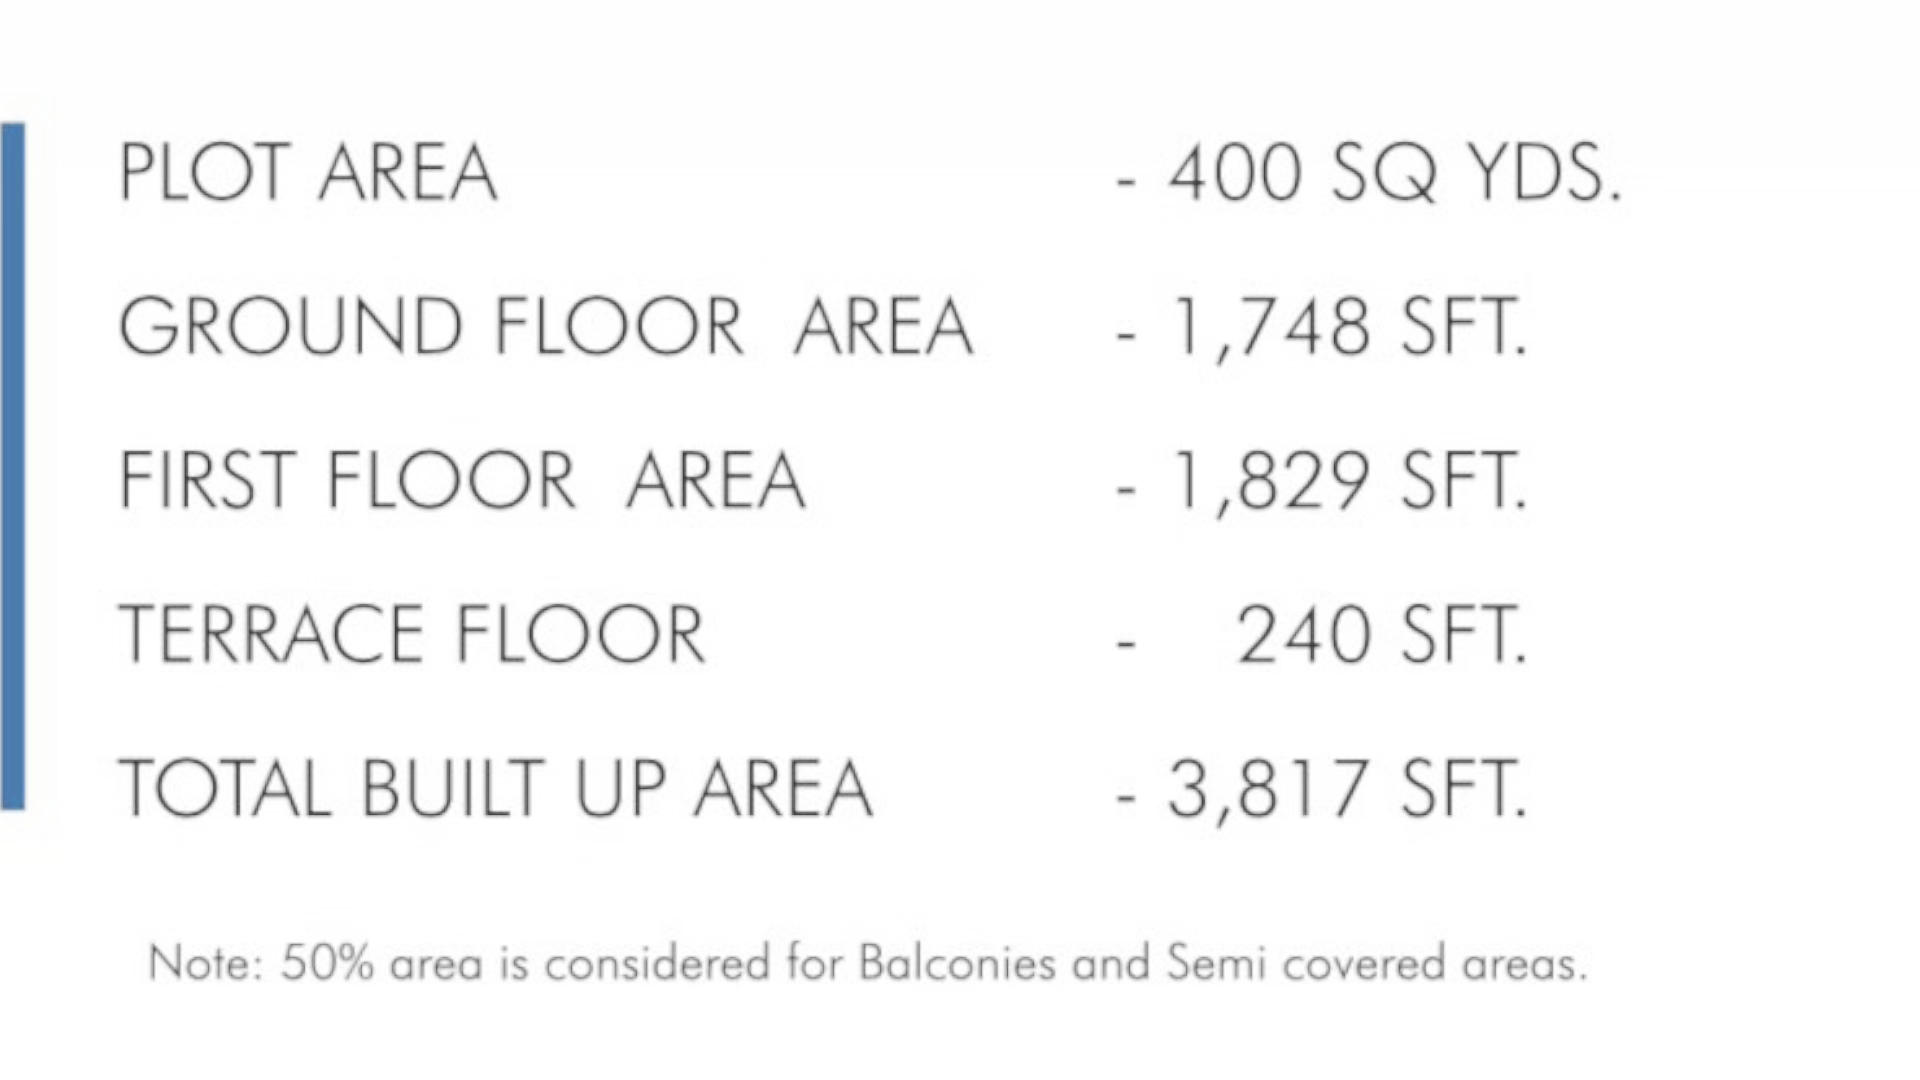 PLOT AREA - 400 SQ YDS.
GROUND FLOOR AREA - 1,748 SFT.
FIRST FLOOR AREA - 1,829 SFT.
TERRACE FLOOR - 240 SFT.
TOTAL BUILT UP AREA - 3,817 SFT.
Note: 50% area is considered for Balconies and Semi covered areas.